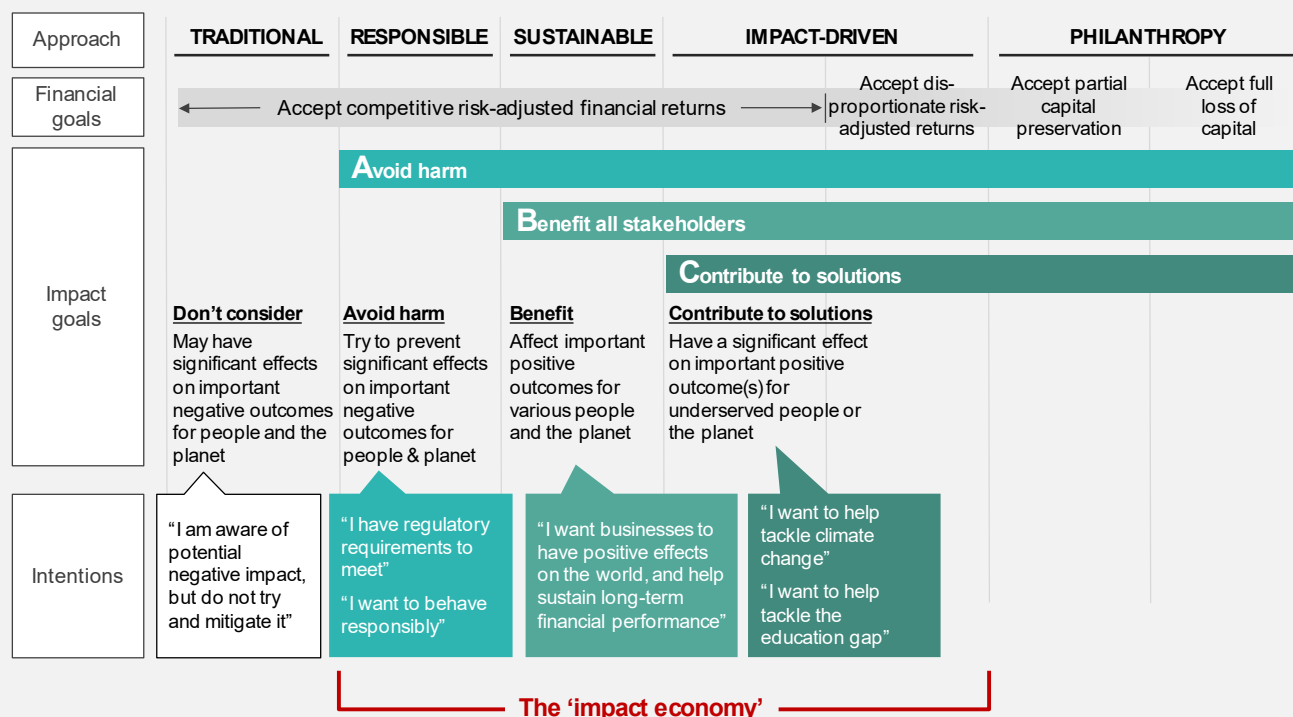 Approach
TRADITIONAL
RESPONSIBLE
SUSTAINABLE
IMPACT-DRIVEN
PHILANTHROPY
Financial
goals
Accept competitive risk-adjusted financial returns
Accept dis-
proportionate risk-
adjusted returns
Accept partial
capital
preservation
Accept full
loss of
capital
Impact
goals
Avoid harm
Benefit all stakeholders
Contribute to solutions
Don’t consider
May have
significant effects
on important
negative outcomes
for people and the
planet
Avoid harm
Try to prevent
significant effects
on important
negative
outcomes for
people & planet
Benefit
Affect important
positive
outcomes for
various people
and the planet
Contribute to solutions
Have a significant effect
on important positive
outcome(s) for
underserved people or
the planet
Intentions
“I am aware of
potential
negative impact,
but do not try
and mitigate it”
“I have regulatory
requirements to
meet”
“I want to behave
responsibly”
“I want businesses to
have positive effects
on the world, and help
sustain long-term
financial performance”
“I want to help
tackle climate
change”
“I want to help
tackle the
education gap”
The ‘impact economy’